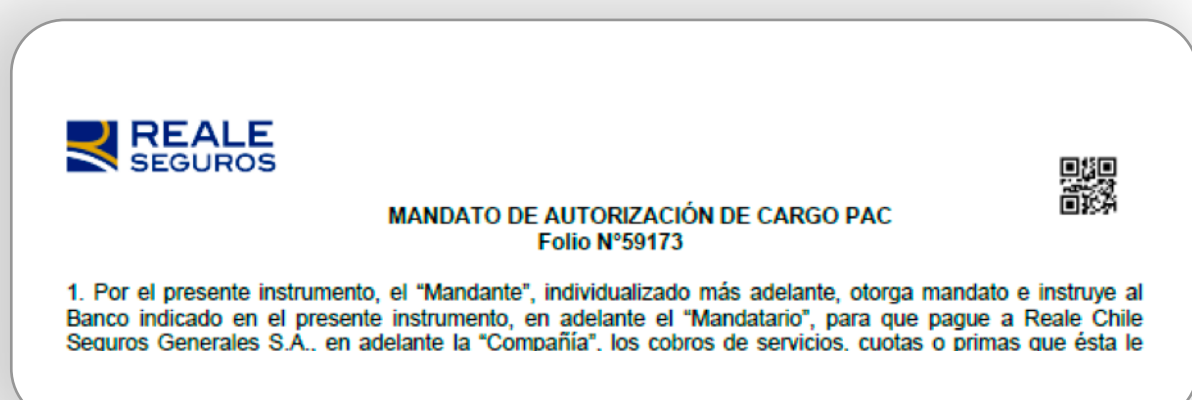 REALE
SEGUROS
MANDATO DE AUTORIZACIÓN DE CARGO PAC
Folio N°59173
1. Por el presente instrumento, el “Mandante”, individualizado más adelante, otorga mandato e instruye al
Banco indicado en el presente instrumento, en adelante el “Mandatario”, para que pague a Reale Chile
Seguros Generales S.A., en adelante la “Compañía”, los cobros de servicios, cuotas o primas que ésta le